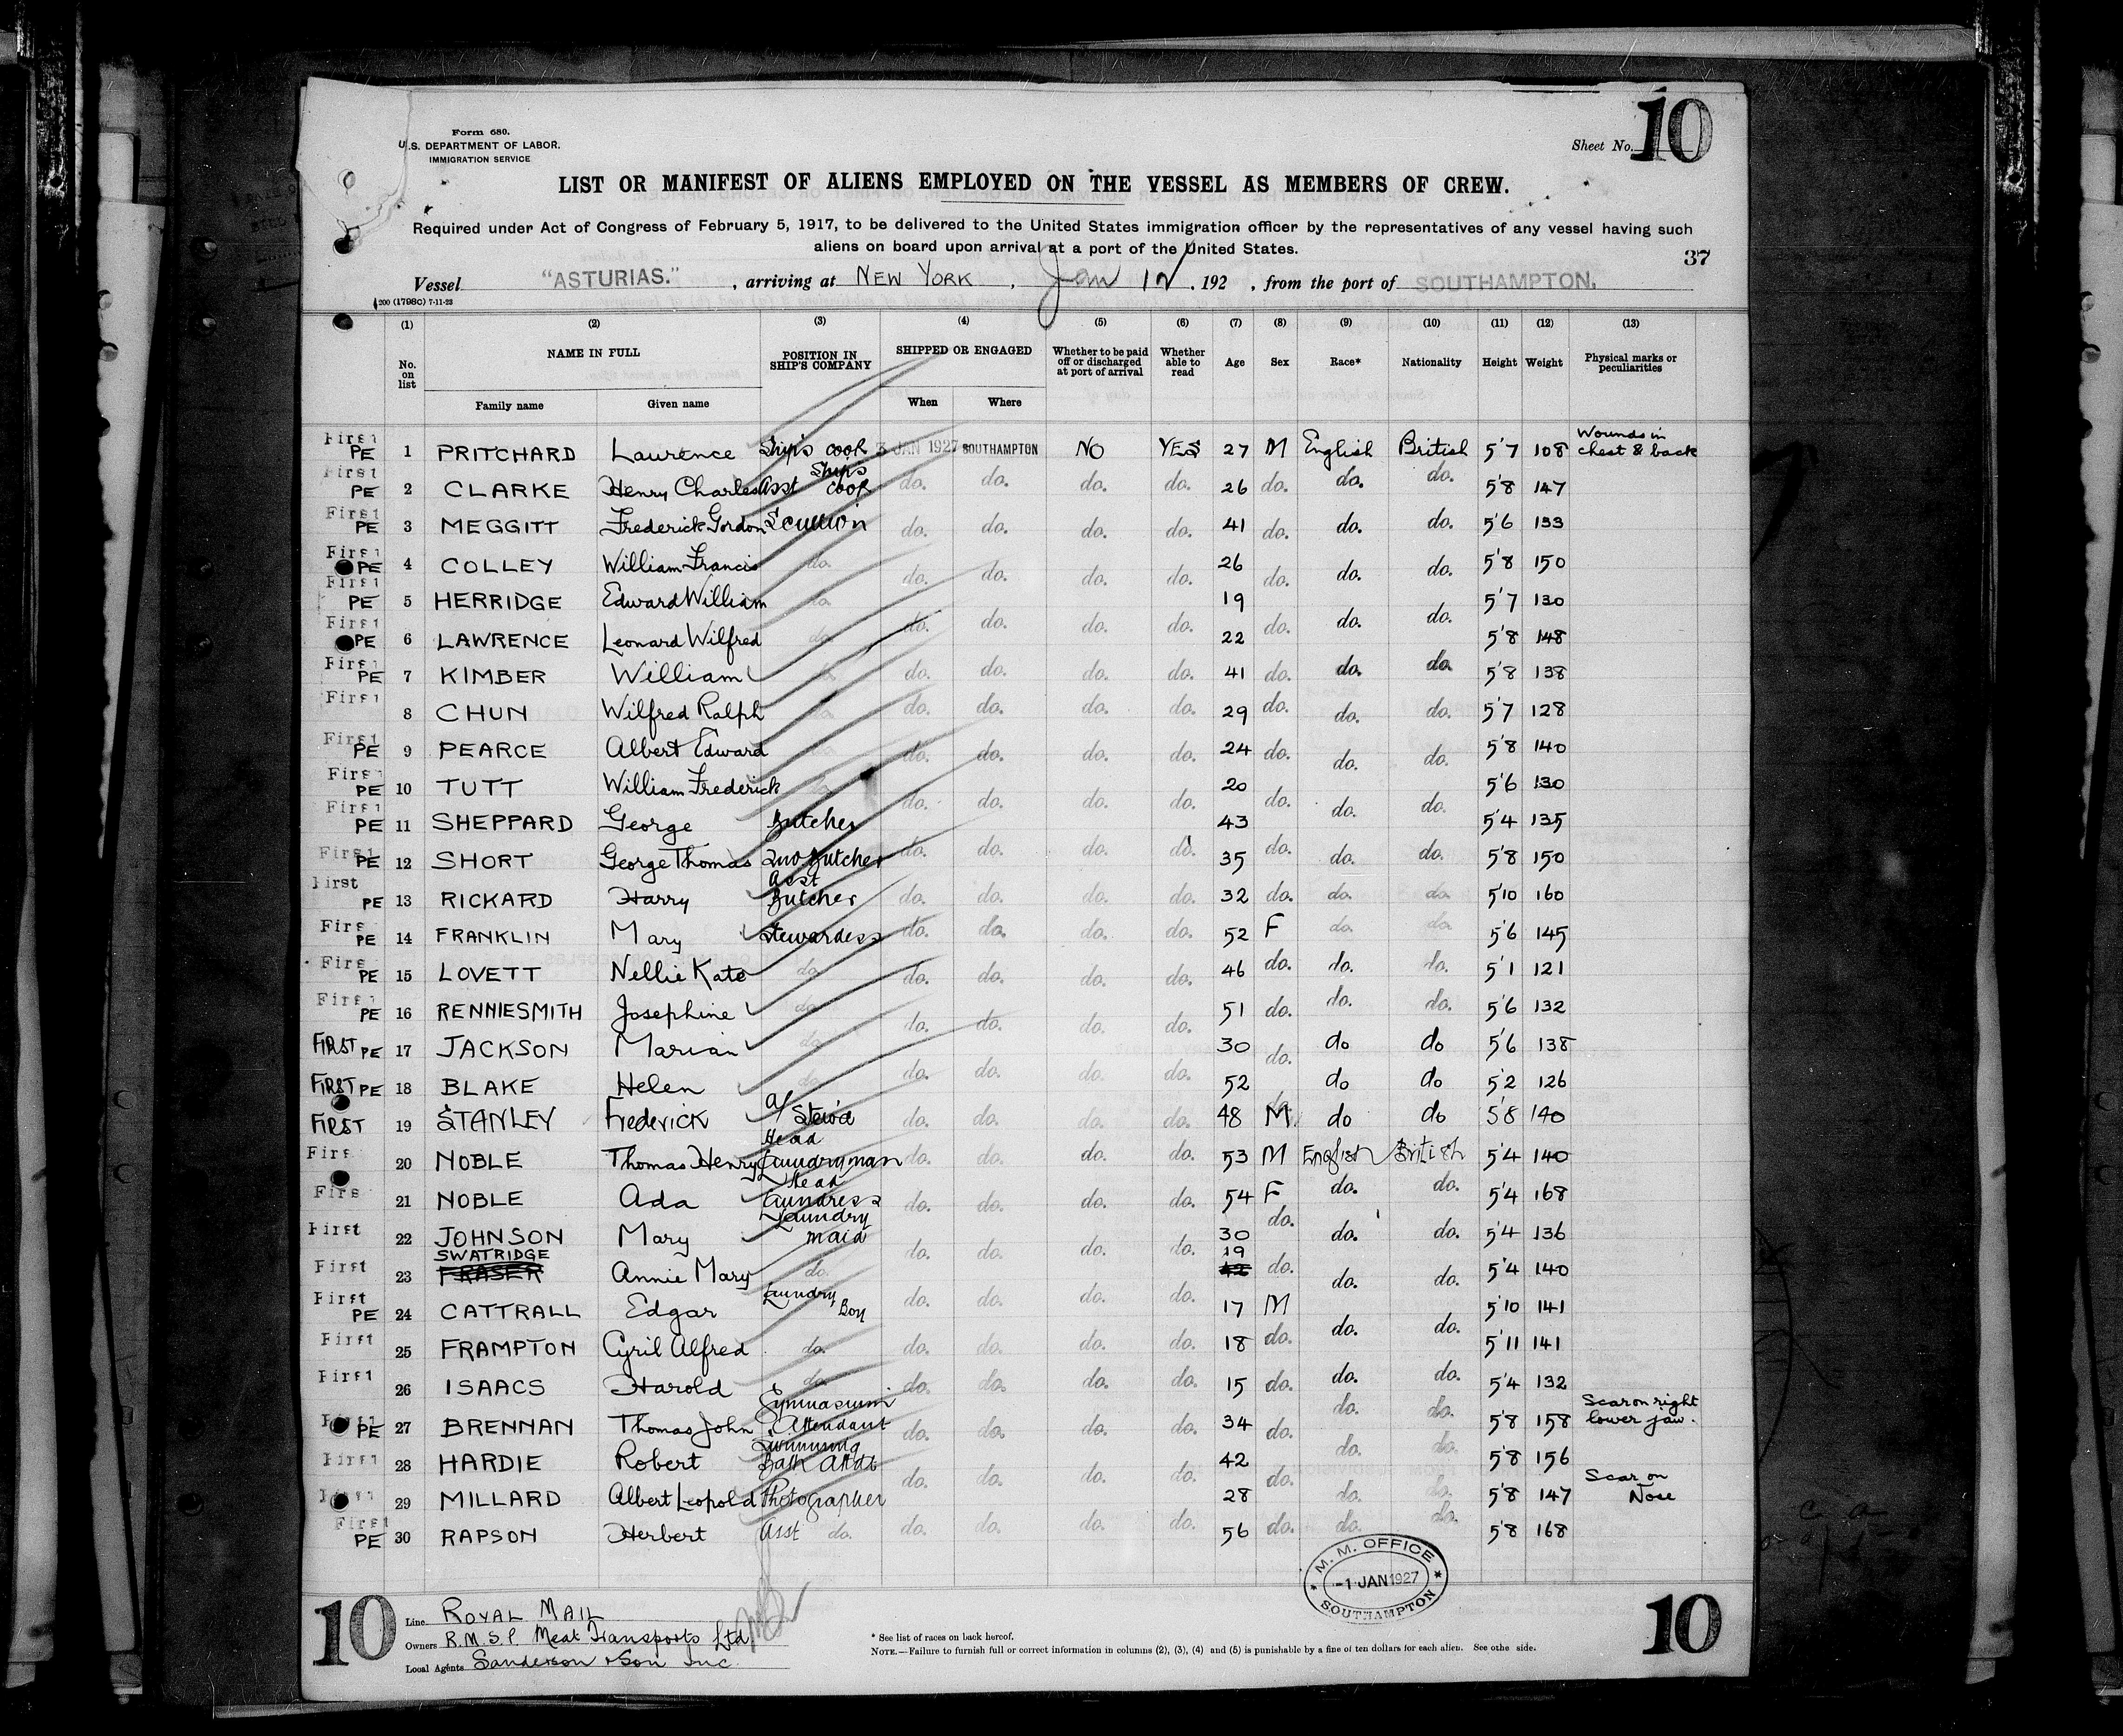 Form 680.
U.S. DEPARTMENT OF LABOR.
IMMIGRATION SERVICE
Sheet No. 10
LIST OR MANIFEST OF ALIENS EMPLOYED ON THE VESSEL AS MEMBERS OF CREW.
Required under Act of Congress of February 5, 1917, to be delivered to the United States immigration officer by the representatives of any vessel having such
aliens on board upon arrival at a port of the United States.
37
Vessel "ASTURIAS.", arriving at NEW YORK, Jan 12, 192 , from the port of SOUTHAMPTON.
200 (1798C) 7-11-23
(1) (2) (3) (4) (5) (6) (7) (8) (9) (10) (11) (12) (13)
No. on list NAME IN FULL POSITION IN SHIP'S COMPANY SHIPPED OR ENGAGED Whether to be paid off or discharged at port of arrival Whether able to read Age Sex Race* Nationality Height Weight Physical marks or peculiarities
Family name Given name When Where
First PE 1 PRITCHARD Laurence Ship's cook 3 JAN 1927 SOUTHAMPTON NO YES 27 M English British 5'7 108 Wounds in chest & back
First PE 2 CLARKE Henry Charles Asst Ships cook do. do. do. do. 26 do. do. do. 5'8 147
First PE 3 MEGGITT Frederick Gordon Scullion do. do. do. do. 41 do. do. do. 5'6 133
First PE 4 COLLEY William Francis do. do. do. do. do. 26 do. do. do. 5'8 150
First PE 5 HERRIDGE Edward William do. 19 5'7 130
First PE 6 LAWRENCE Leonard Wilfred do. do. do. do. do. 22 do. do. do. 5'8 148
First PE 7 KIMBER William do. do. do. do. do. 41 do. do. do. 5'8 138
First 8 CHUN Wilfred Ralph do. do. do. do. do. 29 do. do. do. 5'7 128
First PE 9 PEARCE Albert Edward do. do. do. do. 24 do. do. do. 5'8 140
First PE 10 TUTT William Frederick do. do. do. do. do. 20 do. do. do. 5'6 130
First PE 11 SHEPPARD George Butcher 43 5'4 135
First PE 12 SHORT George Thomas 2nd Butcher do. do. do. do. 35 do. do. do. 5'8 150
First PE 13 RICKARD Harry Asst Butcher do. do. do. do. 32 do. do. do. 5'10 160
Firs PE 14 FRANKLIN Mary Stewardess do. do. do. do. 52 F do. do. 5'6 145
Firs PE 15 LOVETT Nellie Kate do. do. do. do. do. 46 do. do. do. 5'1 121
First PE 16 RENNIESMITH Josephine do. do. do. do. do. 51 do. do. do. 5'6 132
FIRST PE 17 JACKSON Marian do. 30 do. do do 5'6 138
FIRST PE 18 BLAKE Helen do. do. do. do. do. 52 do. do do 5'2 126
FIRST 19 STANLEY Frederick a/ Stew'd do. do. do. do. 48 M. do do 5'8 140
Firs 20 NOBLE Thomas Henry Head Laundryman do. do. do. do. 53 M English British 5'4 140
Firs 21 NOBLE Ada Head Laundress do. do. do. do. 54 F do. do. 5'4 168
First 22 JOHNSON Mary Laundry maid do. do. do. do. 30 do. do. do. 5'4 136
First 23 SWATRIDGE FRASER Annie Mary do. 19 42 do. do. do. 5'4 140
First PE 24 CATTRALL Edgar Laundry Boy do. do. do. do. 17 M 5'10 141
First 25 FRAMPTON Cyril Alfred do. do. do. do. do. 18 do. do. do. 5'11 141
First 26 ISAACS Harold do. do. do. do. do. 15 do. do. do. 5'4 132
First PE 27 BRENNAN Thomas John Gymnasium Attendant do. do. do. do. 34 do. do. do. 5'8 158 Scar on right lower jaw.
First 28 HARDIE Robert Swimming Bath Attdt 42 do. do. 5'8 156
First 29 MILLARD Albert Leopold Photographer do. do. do. do. 28 do. do. do. 5'8 147 Scar on Nose
First PE 30 RAPSON Herbert Asst do. do. do. do. do. 56 do. do. do. 5'8 168
M. M. OFFICE
-1 JAN 1927
SOUTHAMPTON
10
Line ROYAL MAIL
Owners R.M.S.P. Meat Transports Ltd
Local Agents Sanderson & Son Inc.
* See list of races on back hereof.
NOTE.—Failure to furnish full or correct information in columns (2), (3), (4) and (5) is punishable by a fine of ten dollars for each alien. See othe side.
10